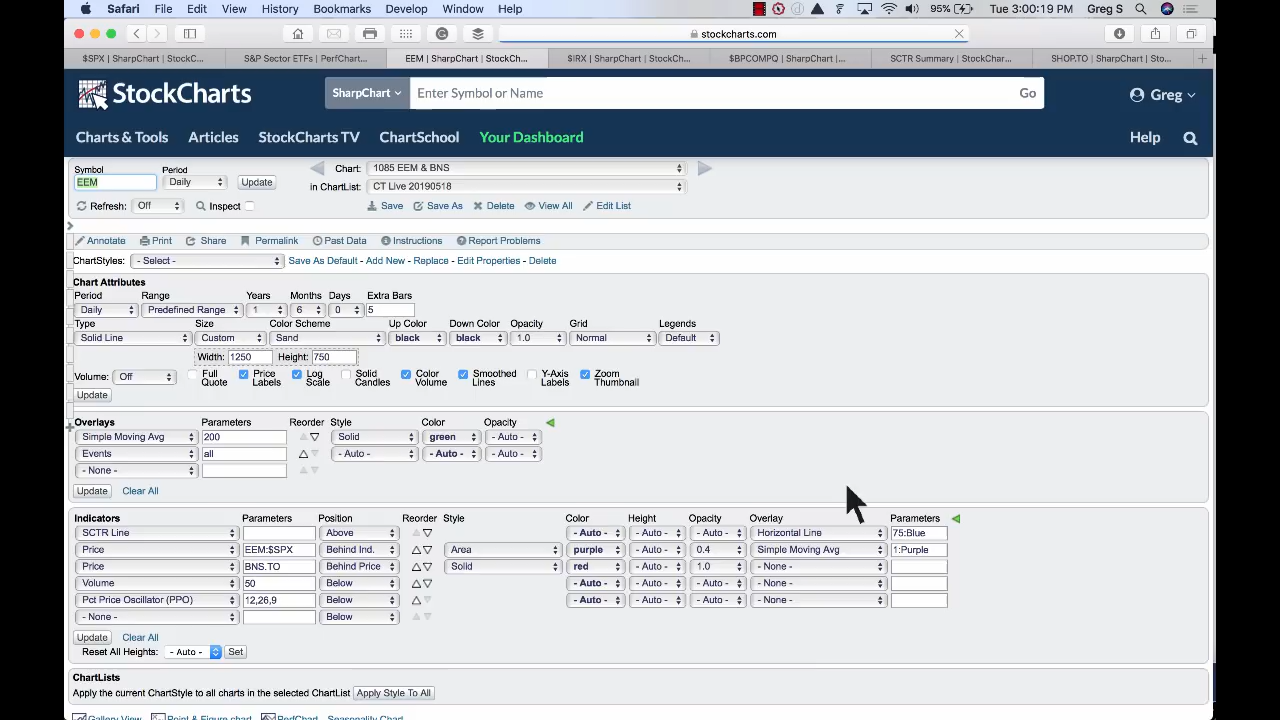 Safari File Edit View History Bookmarks Develop Window Help 95% Tue 3:00:19 PM Greg S
stockcharts.com
$SPX | SharpChart | StockC... S&P Sector ETFs | PerfChart... EEM | SharpChart | StockCh... $IRX | SharpChart | StockCh... $BPCOMPQ | SharpChart |... SCTR Summary | StockChar... SHOP.TO | SharpChart | Sto...
StockCharts SharpChart Enter Symbol or Name Go Greg
Charts & Tools Articles StockCharts TV ChartSchool Your Dashboard Help
Symbol Period Chart: 1085 EEM & BNS
EEM Daily Update in ChartList: CT Live 20190518
Refresh: Off Inspect Save Save As Delete View All Edit List
Annotate Print Share Permalink Past Data Instructions Report Problems
ChartStyles: - Select - Save As Default - Add New - Replace - Edit Properties - Delete
Chart Attributes
Period Range Years Months Days Extra Bars
Daily Predefined Range 1 6 0 5
Type Size Color Scheme Up Color Down Color Opacity Grid Legends
Solid Line Custom Sand black black 1.0 Normal Default
Width: 1250 Height: 750
Volume: Off Full Quote Price Labels Log Scale Solid Candles Color Volume Smoothed Lines Y-Axis Labels Zoom Thumbnail
Update
Overlays Parameters Reorder Style Color Opacity
Simple Moving Avg 200 Solid green - Auto -
Events all - Auto - - Auto - - Auto -
- None -
Update Clear All
Indicators Parameters Position Reorder Style Color Height Opacity Overlay Parameters
SCTR Line Above - Auto - - Auto - - Auto - Horizontal Line 75:Blue
Price EEM:$SPX Behind Ind. Area purple - Auto - 0.4 Simple Moving Avg 1:Purple
Price BNS.TO Behind Price Solid red - Auto - 1.0 - None -
Volume 50 Below - Auto - - Auto - - Auto - - None -
Pct Price Oscillator (PPO) 12,26,9 Below - Auto - - Auto - - Auto - - None -
- None - Below
Update Clear All
Reset All Heights: - Auto - Set
ChartLists
Apply the current ChartStyle to all charts in the selected ChartList Apply Style To All
Gallery View Point & Figure chart PerfChart Seasonality Chart